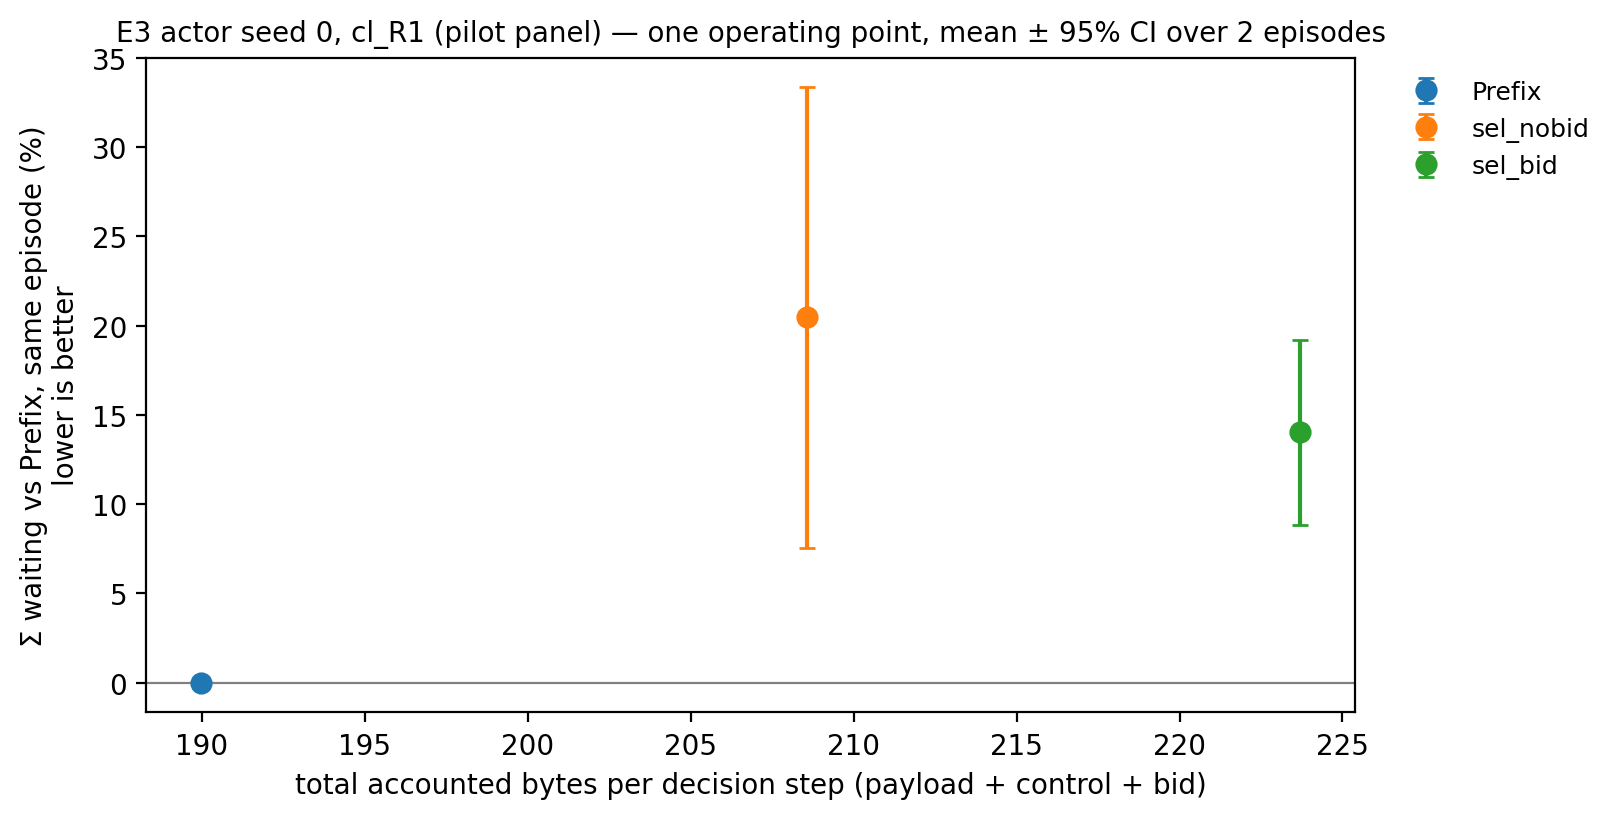 E3 actor seed 0, cl_R1 (pilot panel) — one operating point, mean ± 95% CI over 2 episodes
Σ waiting vs Prefix, same episode (%)
lower is better
35
30
25
20
15
10
5
0
190
195
200
205
210
215
220
225
total accounted bytes per decision step (payload + control + bid)
Prefix
sel_nobid
sel_bid